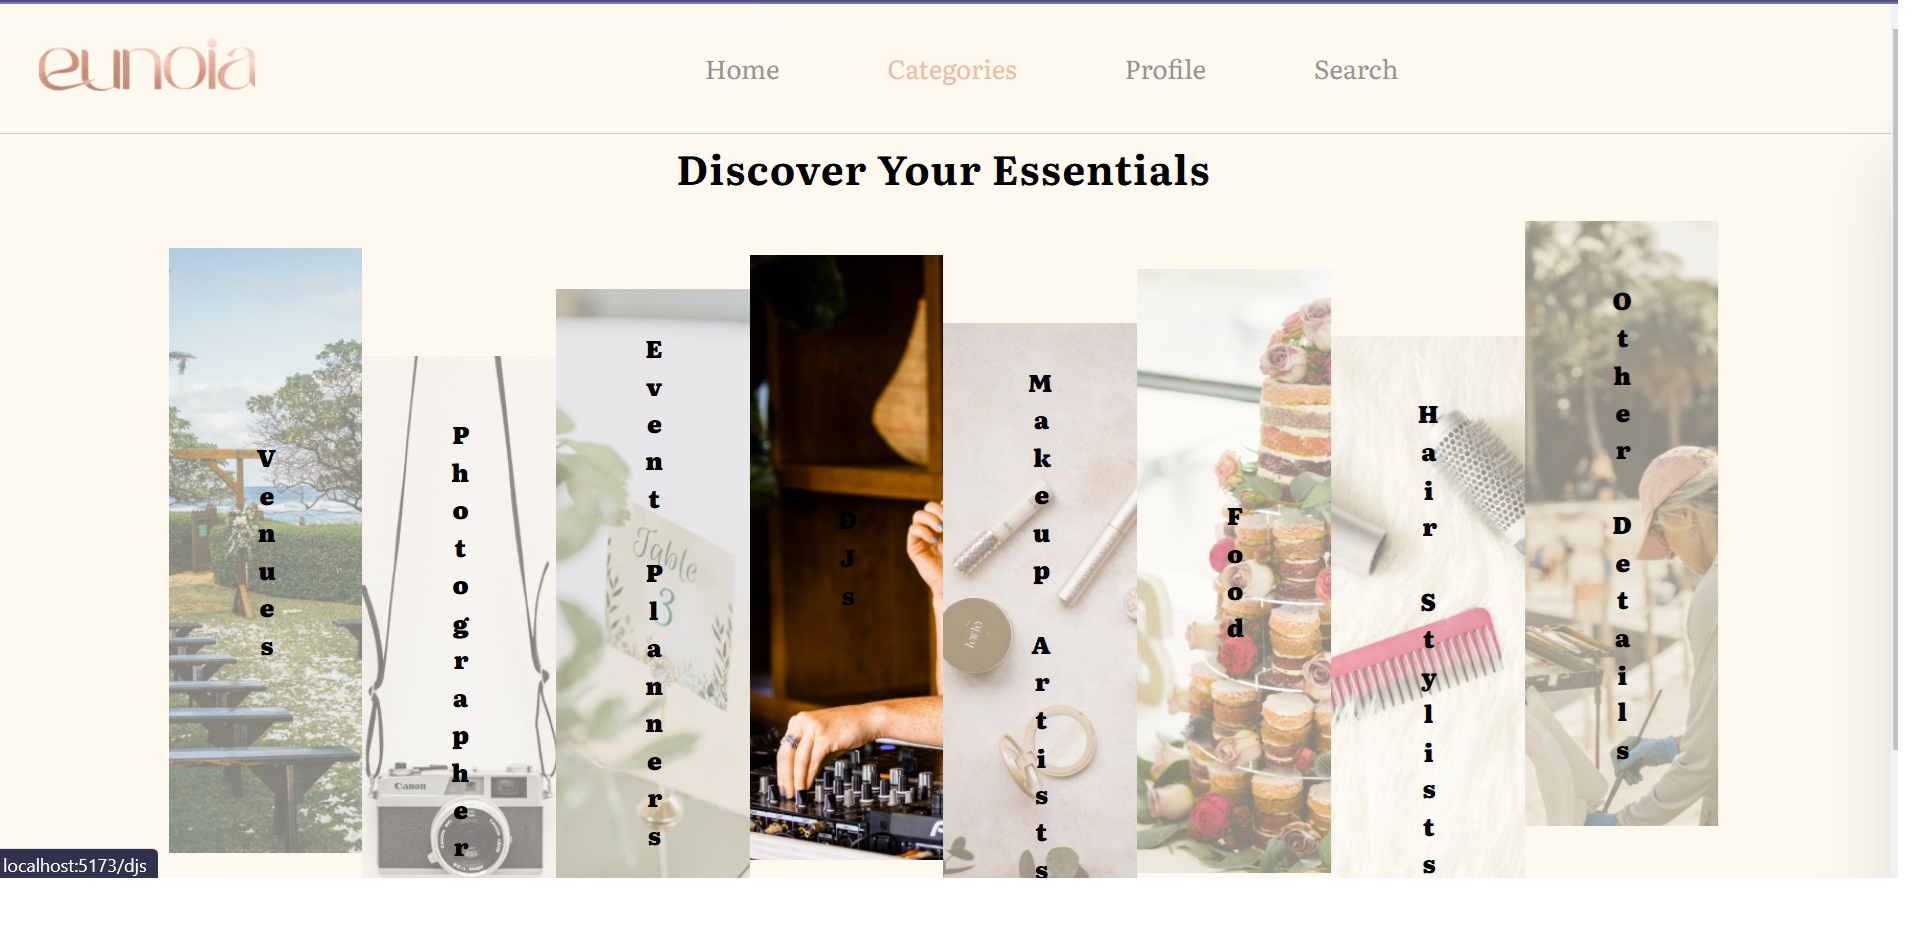 eunoia
Home
Categories
Profile
Search
Discover Your Essentials
Venues
Photographer
Event Planners
Table
3
DJs
Makeup Artists
Food
Hair Stylists
Other Details
Canon
localhost:5173/djs